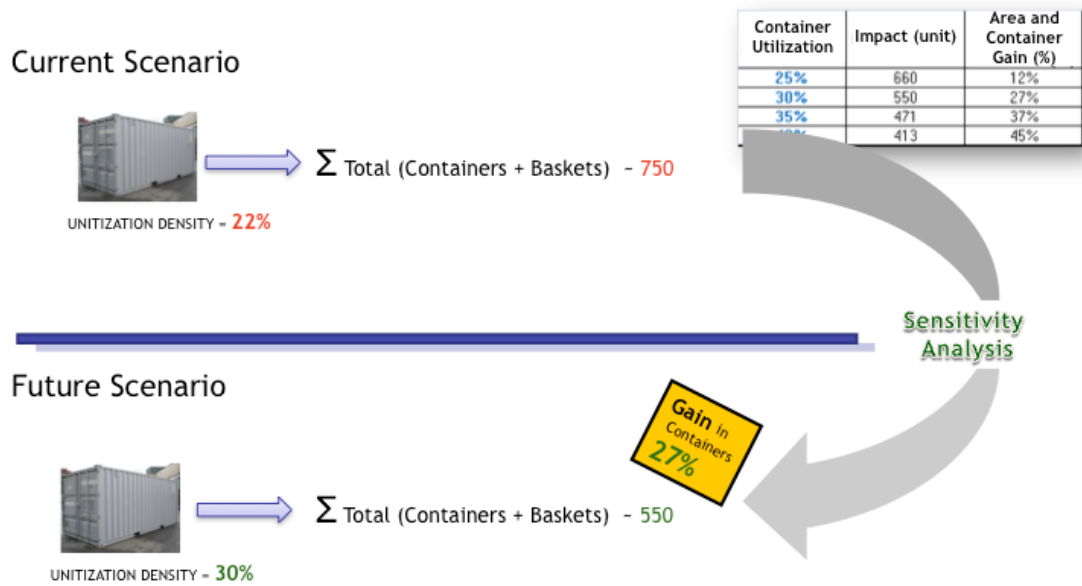 Current Scenario
Σ Total (Containers + Baskets) ~ 750
UNITIZATION DENSITY – 22%
Container Utilization | Impact (unit) | Area and Container Gain (%)
25% | 660 | 12%
30% | 550 | 27%
35% | 471 | 37%
413 | 45%
Sensitivity
Analysis
Future Scenario
Gain in
Containers
27%
Σ Total (Containers + Baskets) ~ 550
UNITIZATION DENSITY – 30%